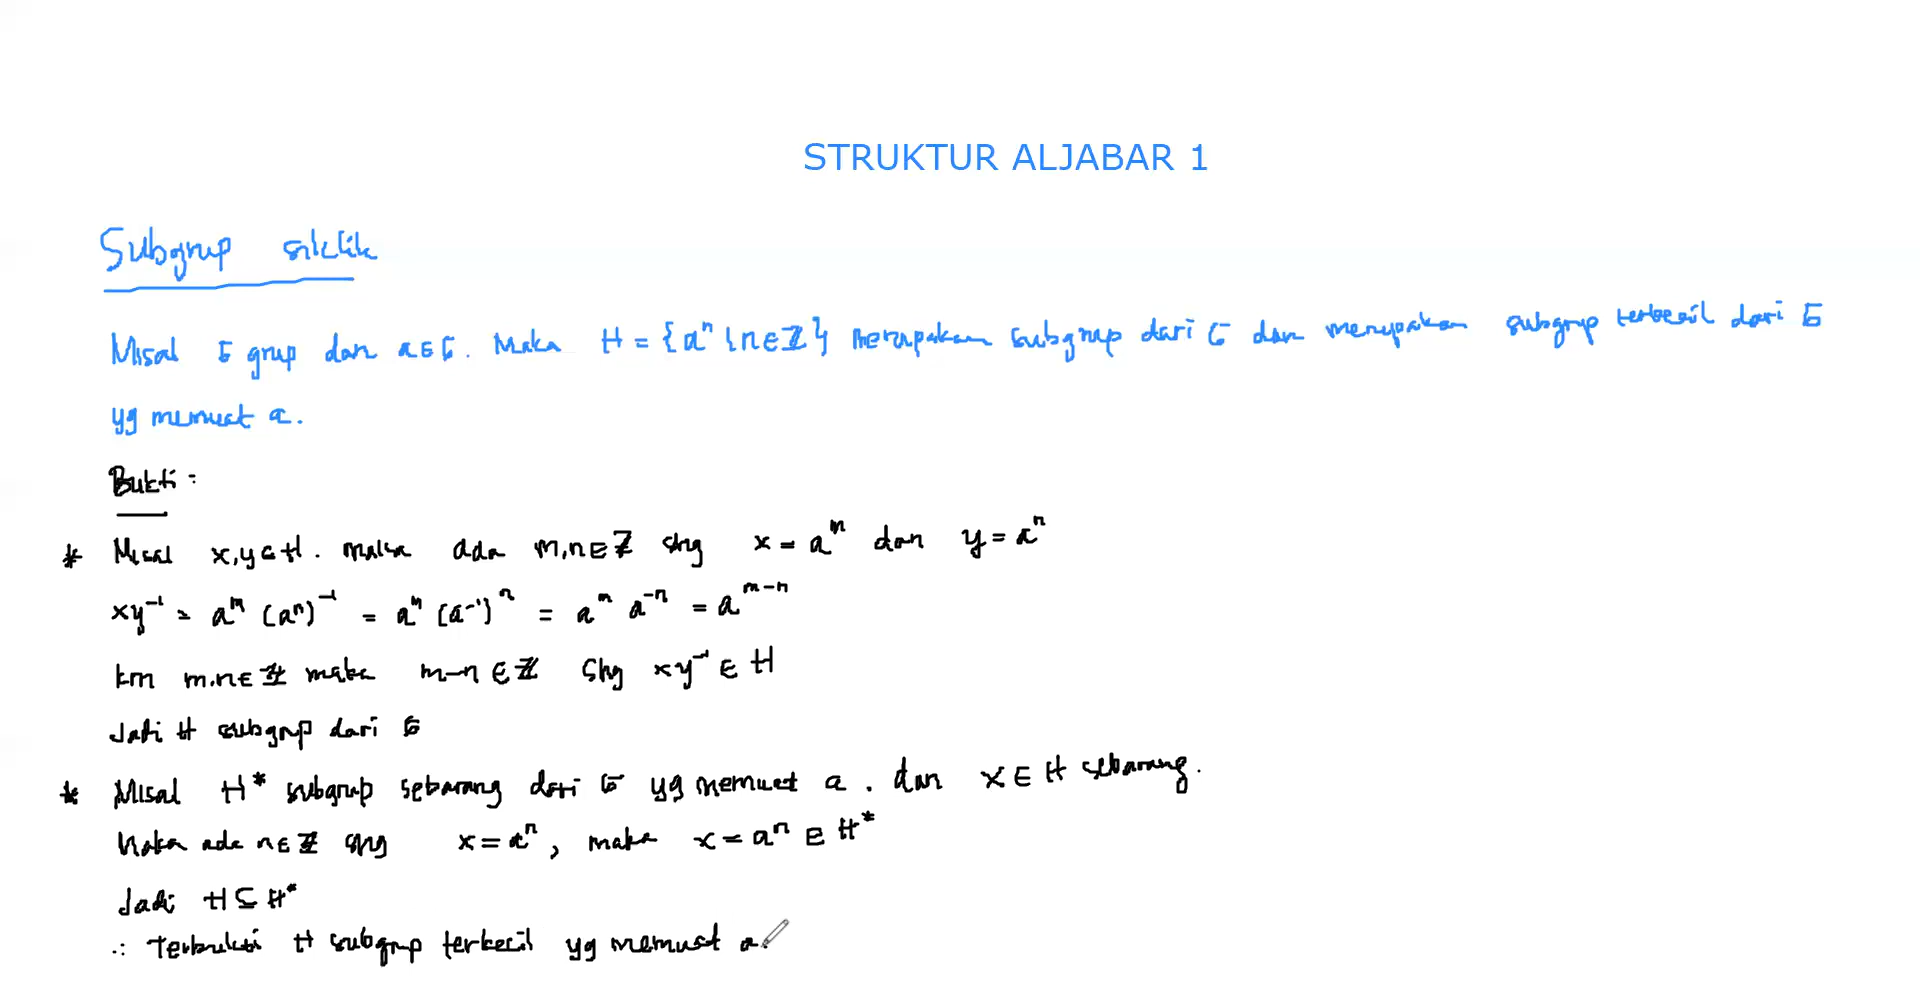 STRUKTUR ALJABAR 1
Subgrup siklik
Misal G grup dan a∈G. Maka H = {aⁿ | n∈ℤ} merupakan subgrup dari G dan merupakan subgrup terkecil dari G
yg memuat a.
Bukti :
* Misal x,y∈H. maka ada m,n∈ℤ shg x = aᵐ dan y = aⁿ
xy⁻¹ = aᵐ (aⁿ)⁻¹ = aᵐ (a⁻¹)ⁿ = aᵐ a⁻ⁿ = aᵐ⁻ⁿ
krn m,n∈ℤ maka m-n ∈ ℤ shg xy⁻¹ ∈ H
Jadi H subgrup dari G
* Misal H* subgrup sebarang dari G yg memuat a. dan x ∈ H sebarang.
Maka ada n∈ℤ shg x = aⁿ, maka x = aⁿ ∈ H*
Jadi H ⊆ H*
∴ Terbukti H subgrup terkecil yg memuat a.